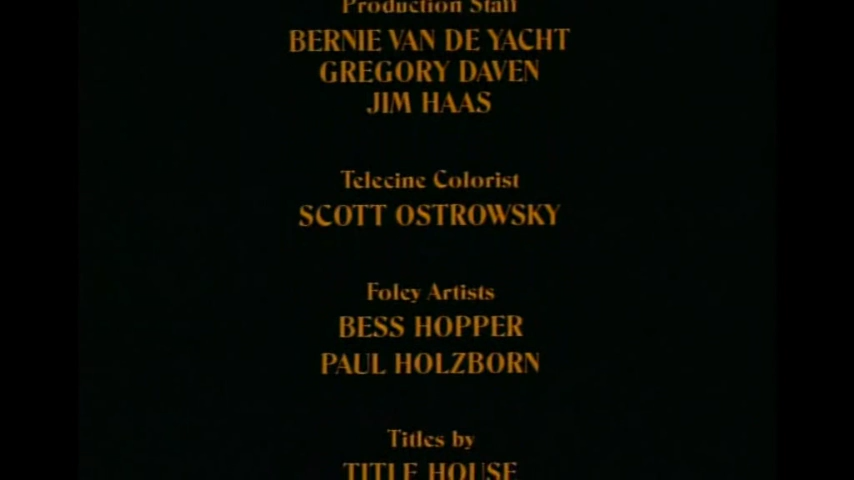 Production Staff
BERNIE VAN DE YACHT
GREGORY DAVEN
JIM HAAS
Telecine Colorist
SCOTT OSTROWSKY
Foley Artists
BESS HOPPER
PAUL HOLZBORN
Titles by
TITLE HOUSE